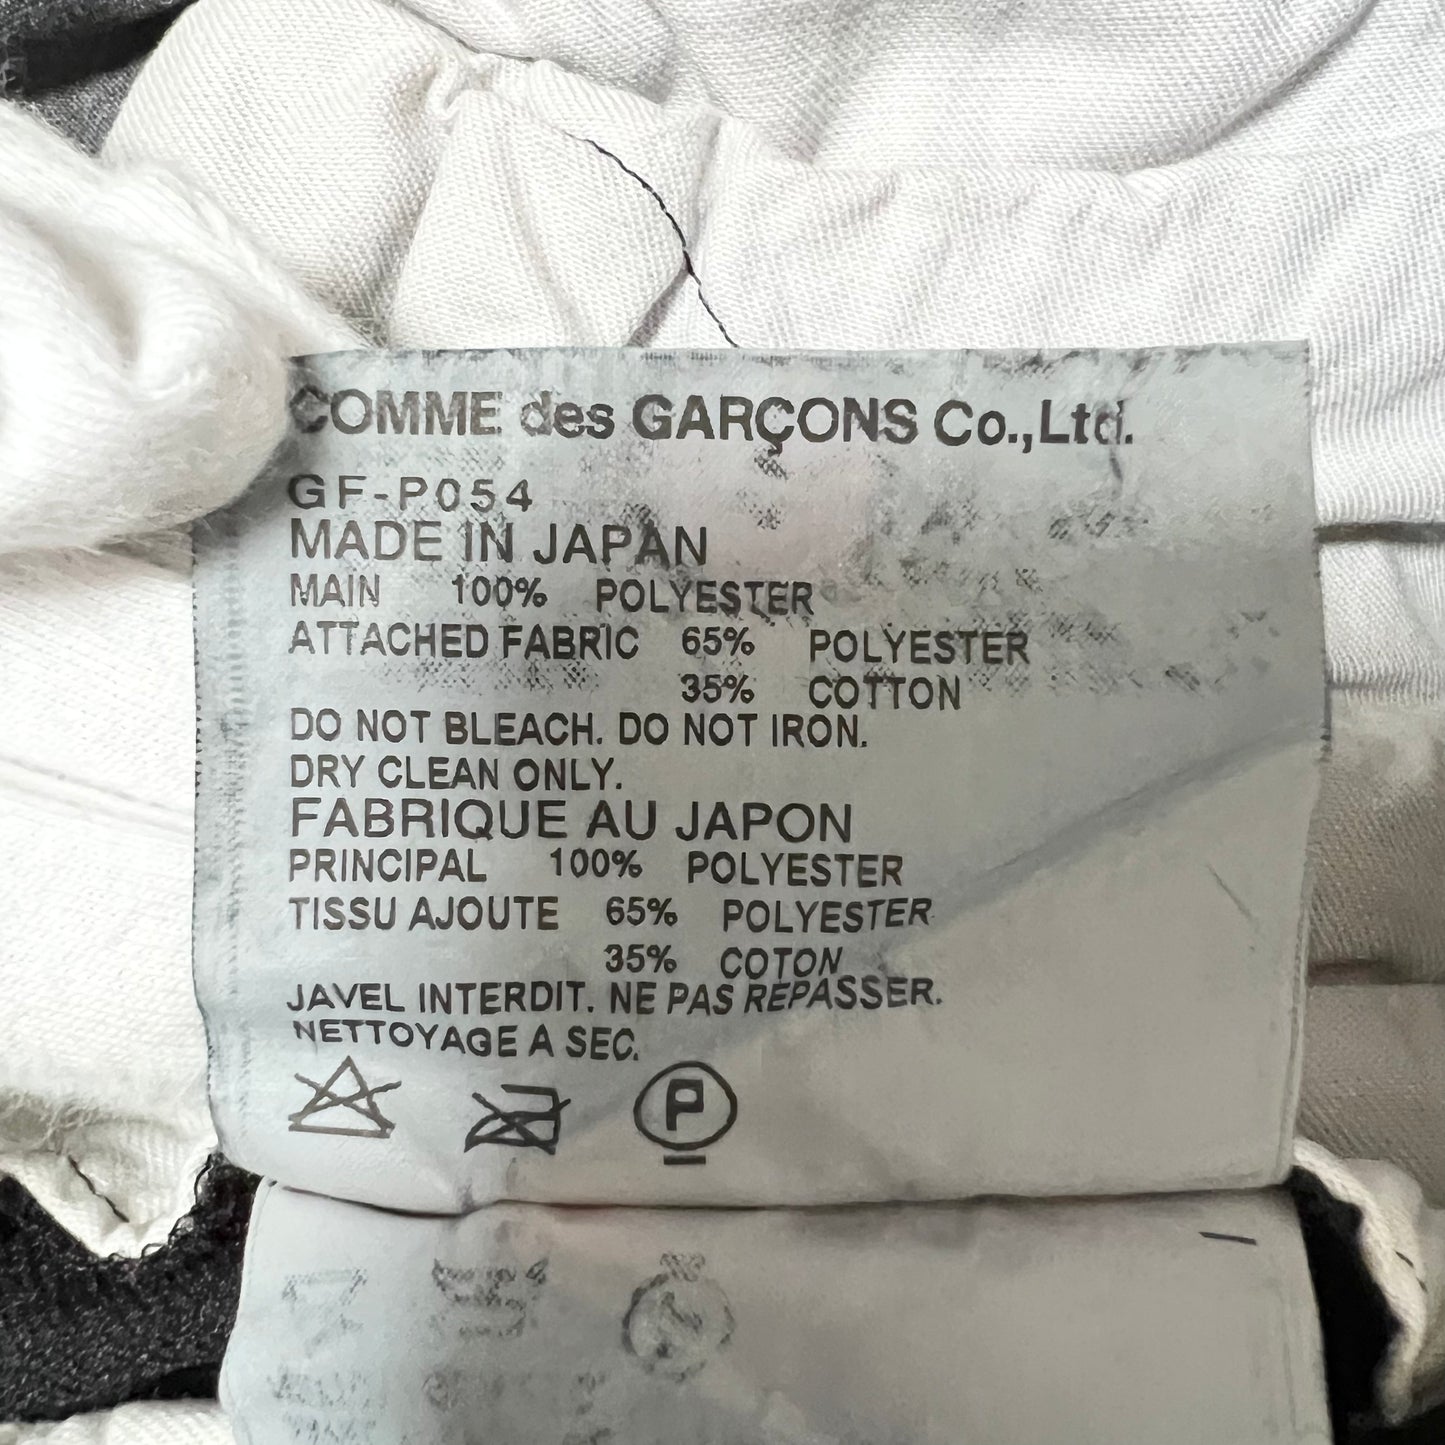 COMME des GARÇONS Co.,Ltd.
GF-P054
MADE IN JAPAN
MAIN 100% POLYESTER
ATTACHED FABRIC 65% POLYESTER
35% COTTON
DO NOT BLEACH. DO NOT IRON.
DRY CLEAN ONLY.
FABRIQUE AU JAPON
PRINCIPAL 100% POLYESTER
TISSU AJOUTE 65% POLYESTER
35% COTON
JAVEL INTERDIT. NE PAS REPASSER.
NETTOYAGE A SEC.
P